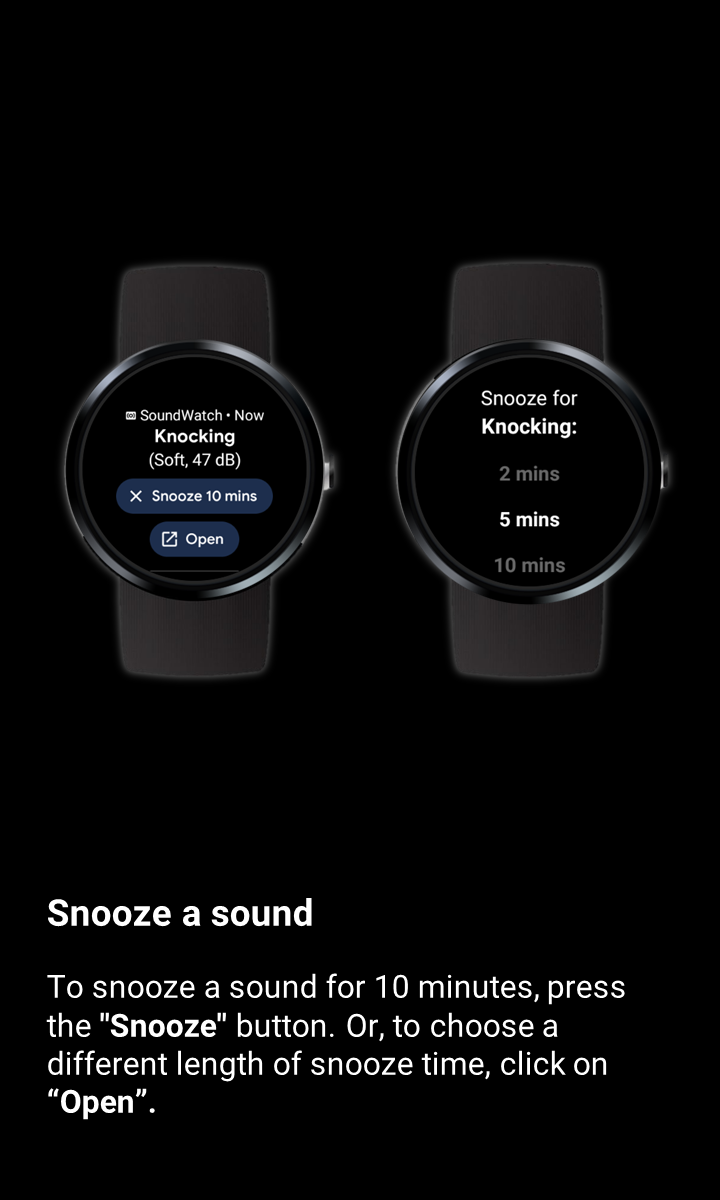 SoundWatch • Now
Knocking
(Soft, 47 dB)
Snooze 10 mins
Open
Snooze for
Knocking:
2 mins
5 mins
10 mins
Snooze a sound
To snooze a sound for 10 minutes, press
the "Snooze" button. Or, to choose a
different length of snooze time, click on
“Open”.